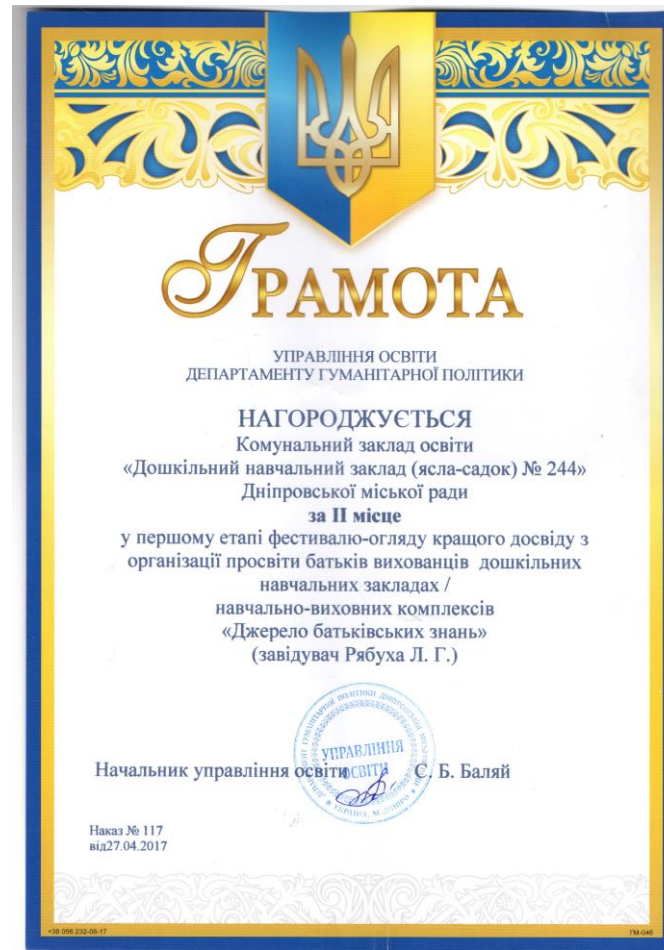 ГРАМОТА
УПРАВЛІННЯ ОСВІТИ
ДЕПАРТАМЕНТУ ГУМАНІТАРНОЇ ПОЛІТИКИ
НАГОРОДЖУЄТЬСЯ
Комунальний заклад освіти
«Дошкільний навчальний заклад (ясла-садок) № 244»
Дніпровської міської ради
за ІІ місце
у першому етапі фестивалю-огляду кращого досвіду з
організації просвіти батьків вихованців дошкільних
навчальних закладах /
навчально-виховних комплексів
«Джерело батьківських знань»
(завідувач Рябуха Л. Г.)
УПРАВЛІННЯ
ОСВІТИ
Начальник управління освіти С. Б. Баляй
Наказ № 117
від27.04.2017
+38 056 232-06-17
ГМ-046